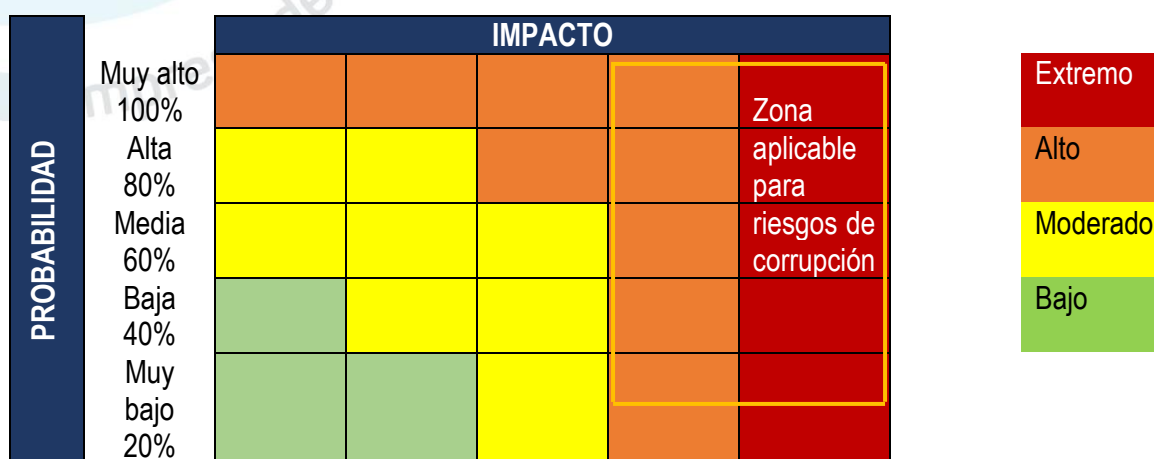 IMPACTO
PROBABILIDAD
Muy alto
100%
Alta
80%
Media
60%
Baja
40%
Muy
bajo
20%
Zona
aplicable
para
riesgos de
corrupción
Extremo
Alto
Moderado
Bajo